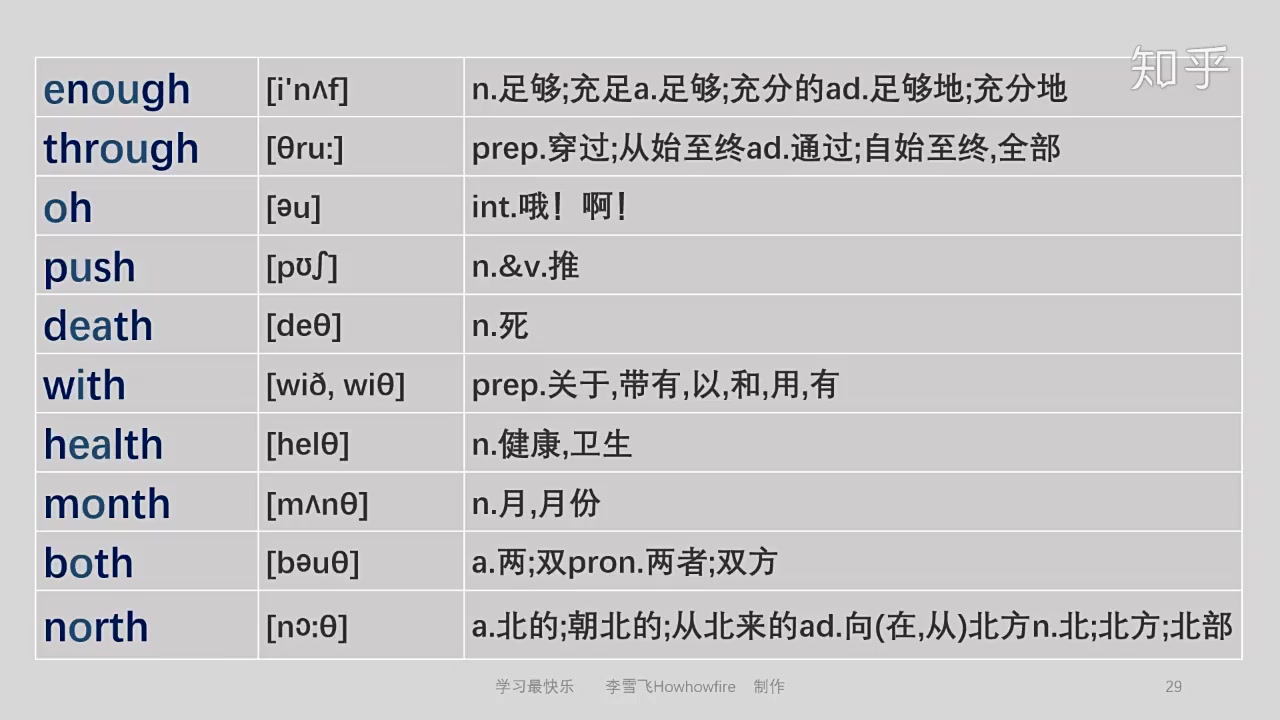 知乎
enough [i'nʌf] n.足够;充足a.足够;充分的ad.足够地;充分地
through [θru:] prep.穿过;从始至终ad.通过;自始至终,全部
oh [əu] int.哦！啊！
push [pʊʃ] n.&v.推
death [deθ] n.死
with [wið, wiθ] prep.关于,带有,以,和,用,有
health [helθ] n.健康,卫生
month [mʌnθ] n.月,月份
both [bəuθ] a.两;双pron.两者;双方
north [nɔ:θ] a.北的;朝北的;从北来的ad.向(在,从)北方n.北;北方;北部
学习最快乐 李雪飞Howhowfire 制作 29